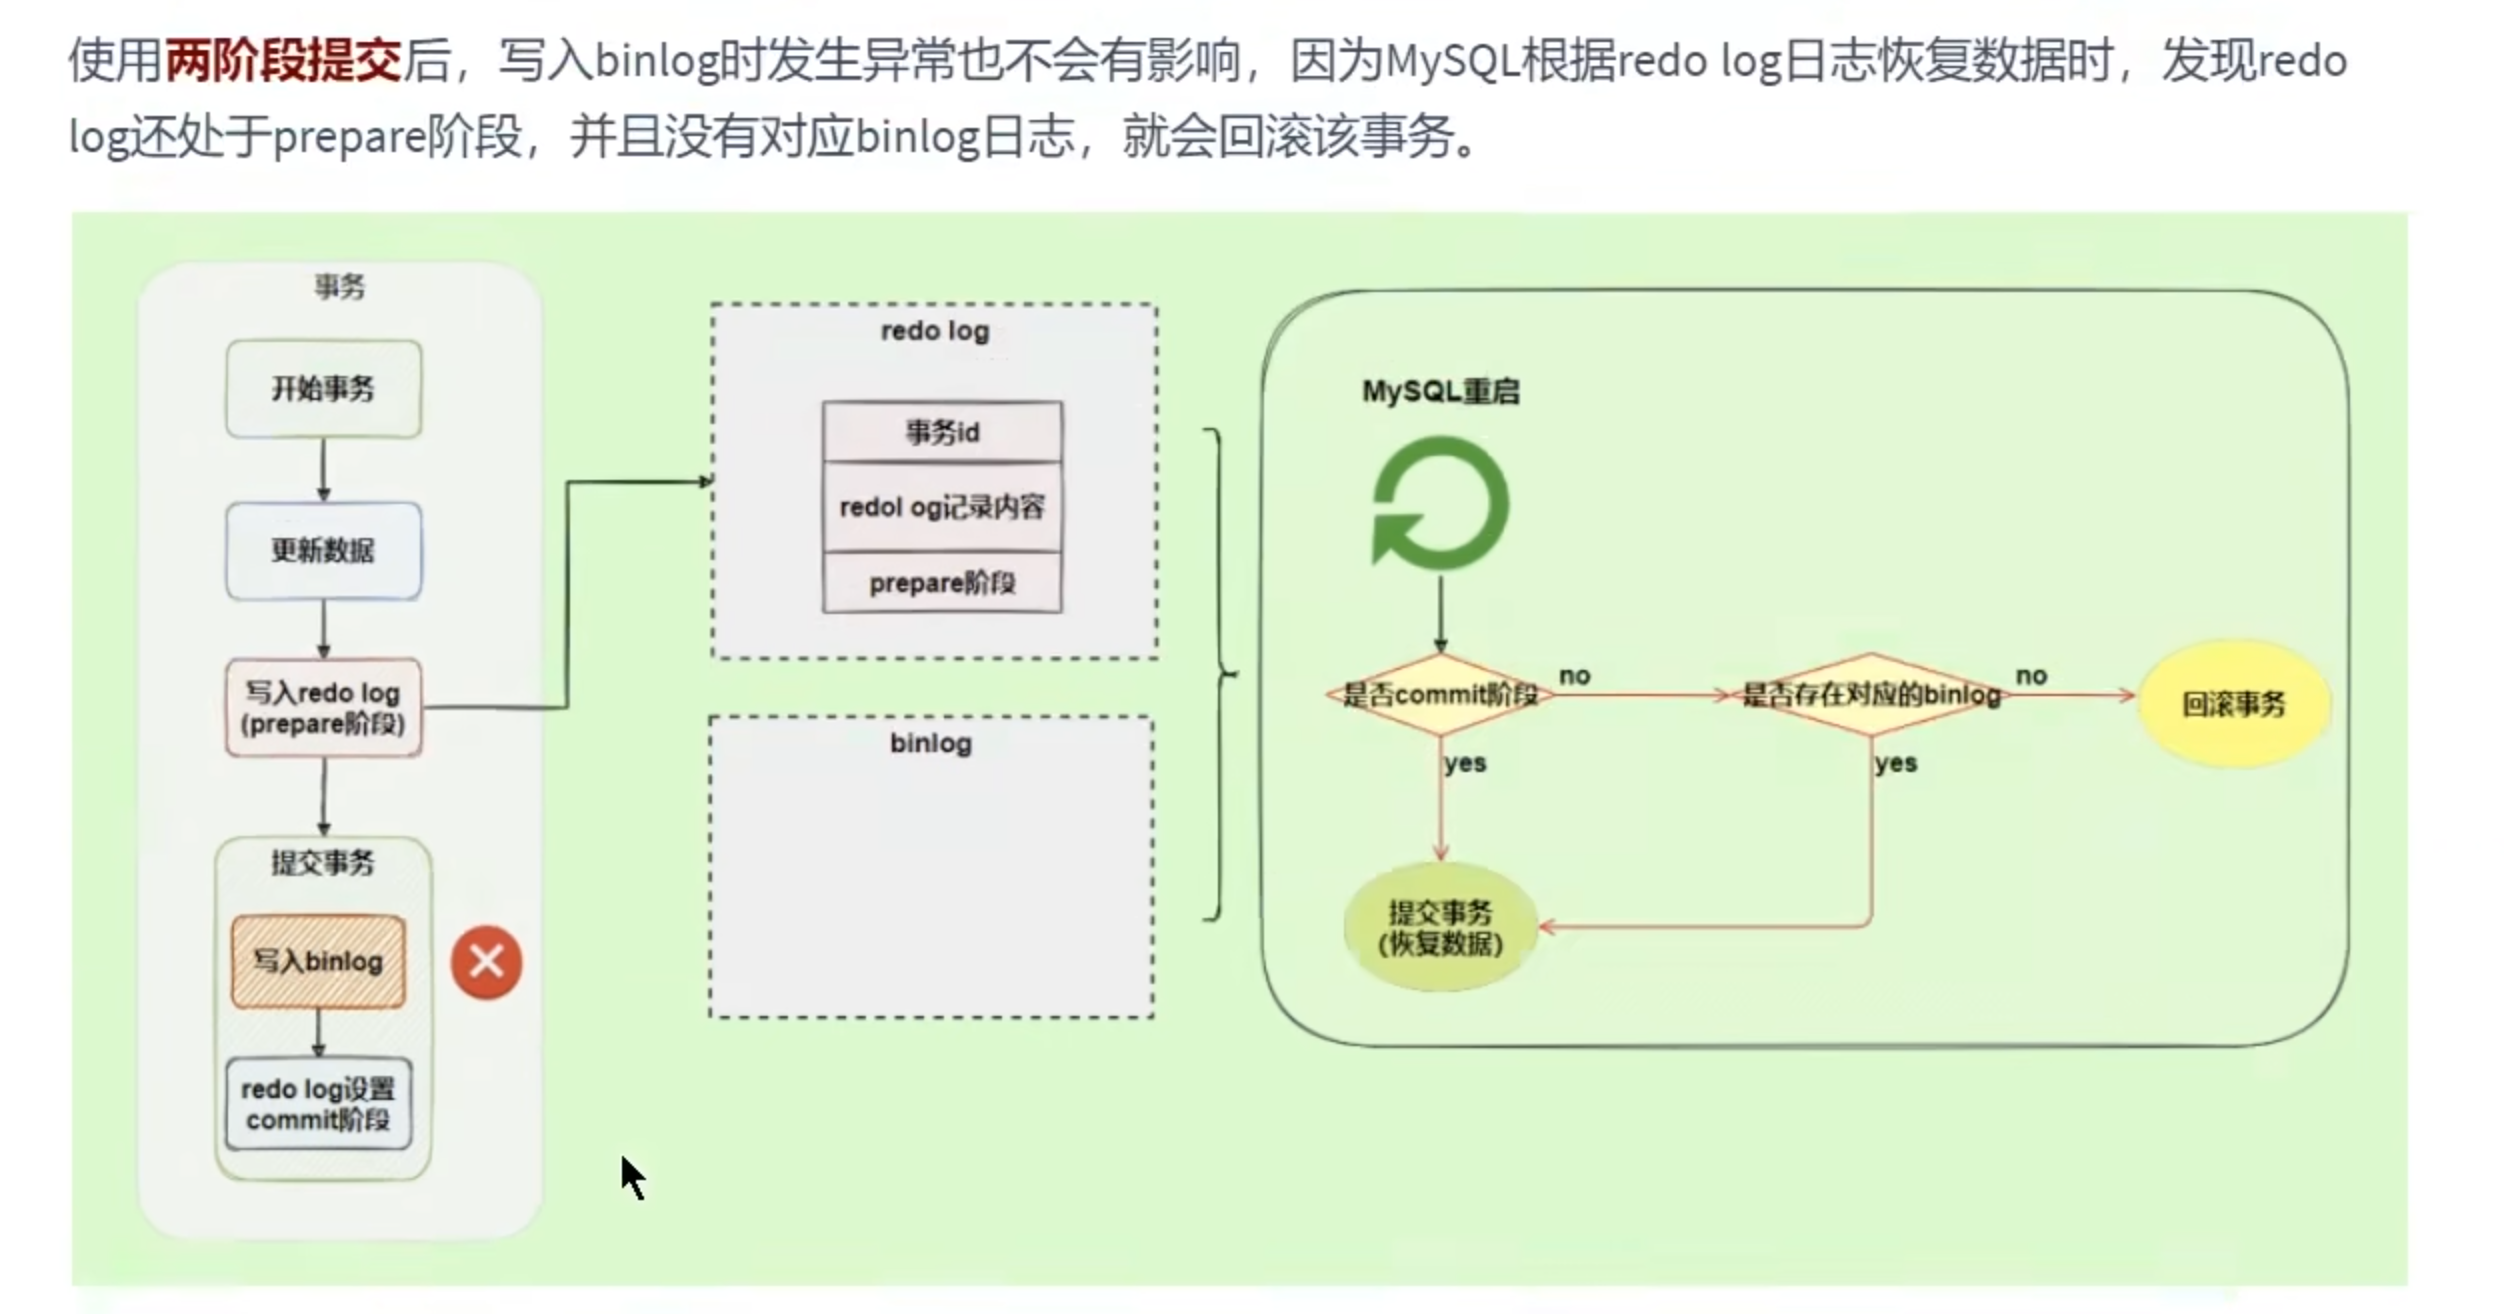 使用两阶段提交后，写入binlog时发生异常也不会有影响，因为MySQL根据redo log日志恢复数据时，发现redo
log还处于prepare阶段，并且没有对应binlog日志，就会回滚该事务。
事务
开始事务
更新数据
写入redo log
(prepare阶段)
提交事务
写入binlog
redo log设置
commit阶段
redo log
事务id
redol og记录内容
prepare阶段
binlog
MySQL重启
是否commit阶段
no
是否存在对应的binlog
no
回滚事务
yes
yes
提交事务
(恢复数据)